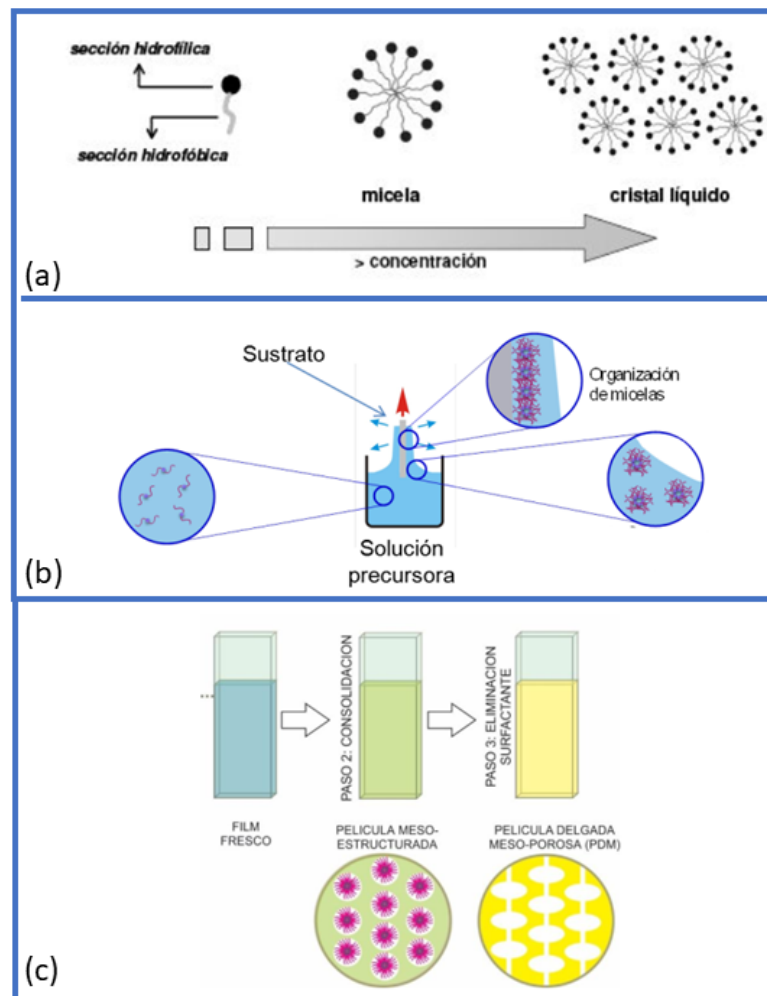 sección hidrofílica
sección hidrofóbica
micela
cristal líquido
> concentración
(a)
Sustrato
Organización
de micelas
Solución
precursora
(b)
PASO 2: CONSOLIDACION
PASO 3: ELIMINACION
SURFACTANTE
FILM
FRESCO
PELICULA MESO-
ESTRUCTURADA
PELICULA DELGADA
MESO-POROSA (PDM)
(c)